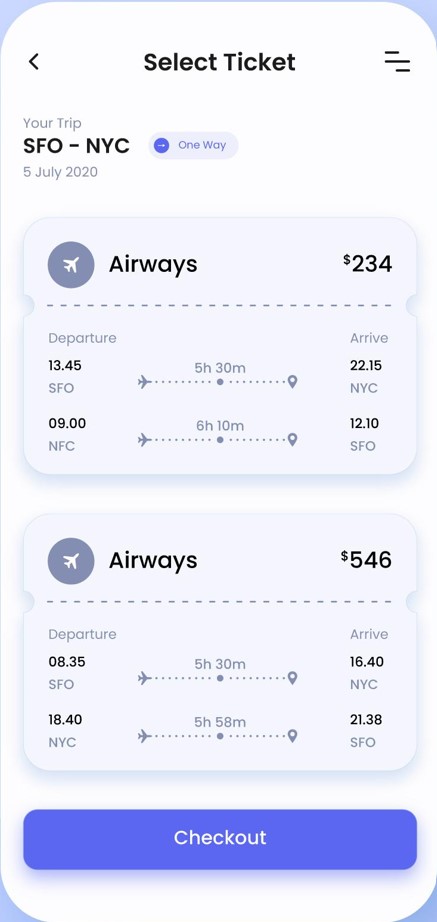 Select Ticket
Your Trip
SFO - NYC
One Way
5 July 2020
Airways
$234
Departure
Arrive
13.45
5h 30m
22.15
SFO
NYC
09.00
6h 10m
12.10
NFC
SFO
Airways
$546
Departure
Arrive
08.35
5h 30m
16.40
SFO
NYC
18.40
5h 58m
21.38
NYC
SFO
Checkout